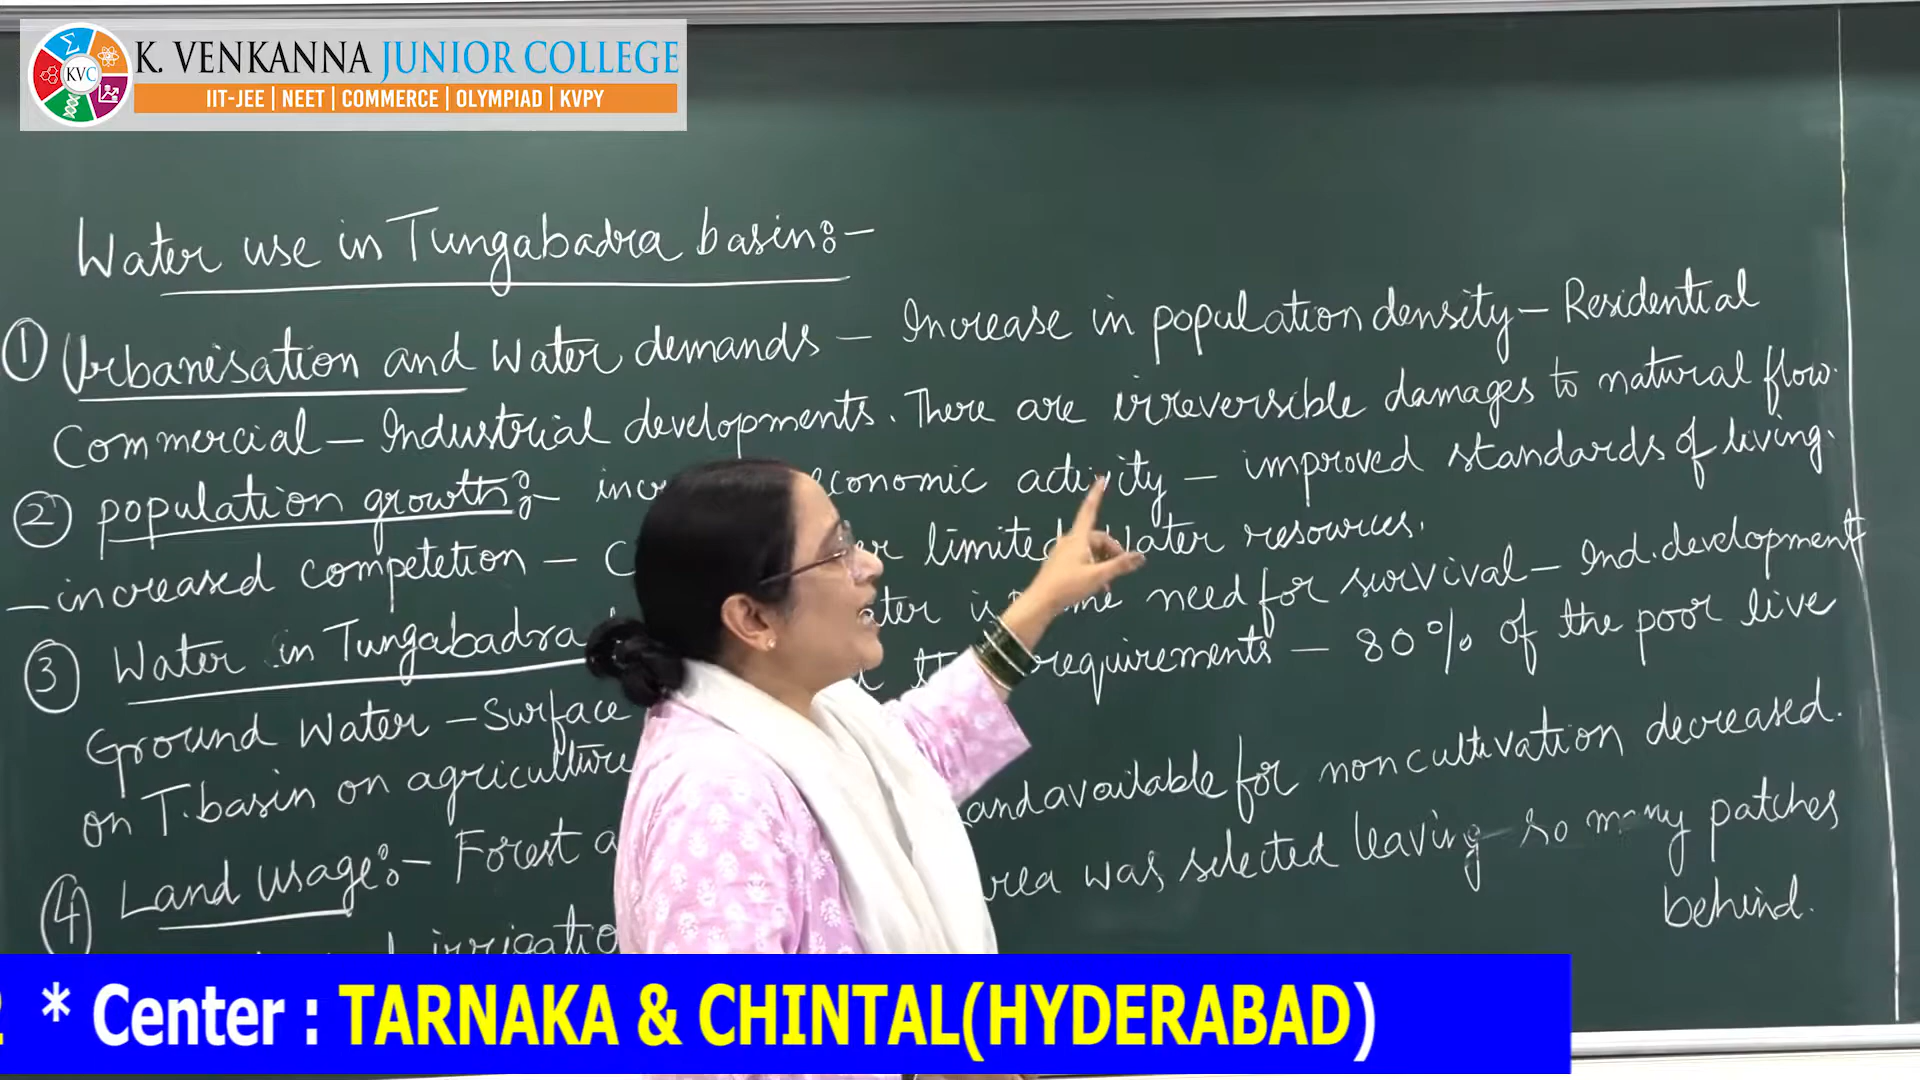 K. VENKANNA JUNIOR COLLEGE
KVC
IIT-JEE | NEET | COMMERCE | OLYMPIAD | KVPY
Water use in Tungabadra basin:-
① Urbanisation and Water demands – Increase in population density – Residential
Commercial – Industrial developments. There are irreversible damages to natural flow.
② population growth:- economic activity – improved standards of living.
– increased competetion – limited water resources.
③ Water in Tungabadra need for survival – Ind. development
Ground Water – Surface requirements – 80% of the poor live
on T. basin on agriculture available for non cultivation decreased.
④ Land usage:- Forest was selected leaving so many patches
behind.
irrigatio
* Center : TARNAKA & CHINTAL(HYDERABAD)